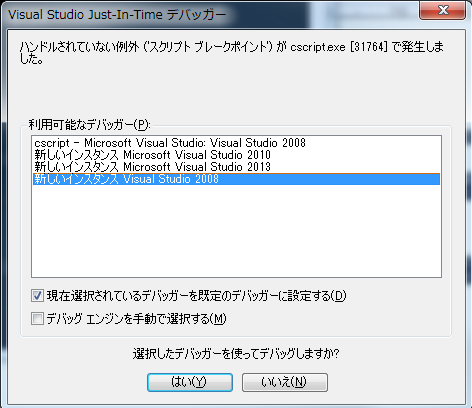 Visual Studio Just-In-Time デバッガー
ハンドルされていない例外 ('スクリプト ブレークポイント') が cscript.exe [31764] で発生しま
した。
利用可能なデバッガー(P):
cscript - Microsoft Visual Studio: Visual Studio 2008
新しいインスタンス Microsoft Visual Studio 2010
新しいインスタンス Microsoft Visual Studio 2013
新しいインスタンス Visual Studio 2008
現在選択されているデバッガーを既定のデバッガーに設定する(D)
デバッグ エンジンを手動で選択する(M)
選択したデバッガーを使ってデバッグしますか?
はい(Y)
いいえ(N)